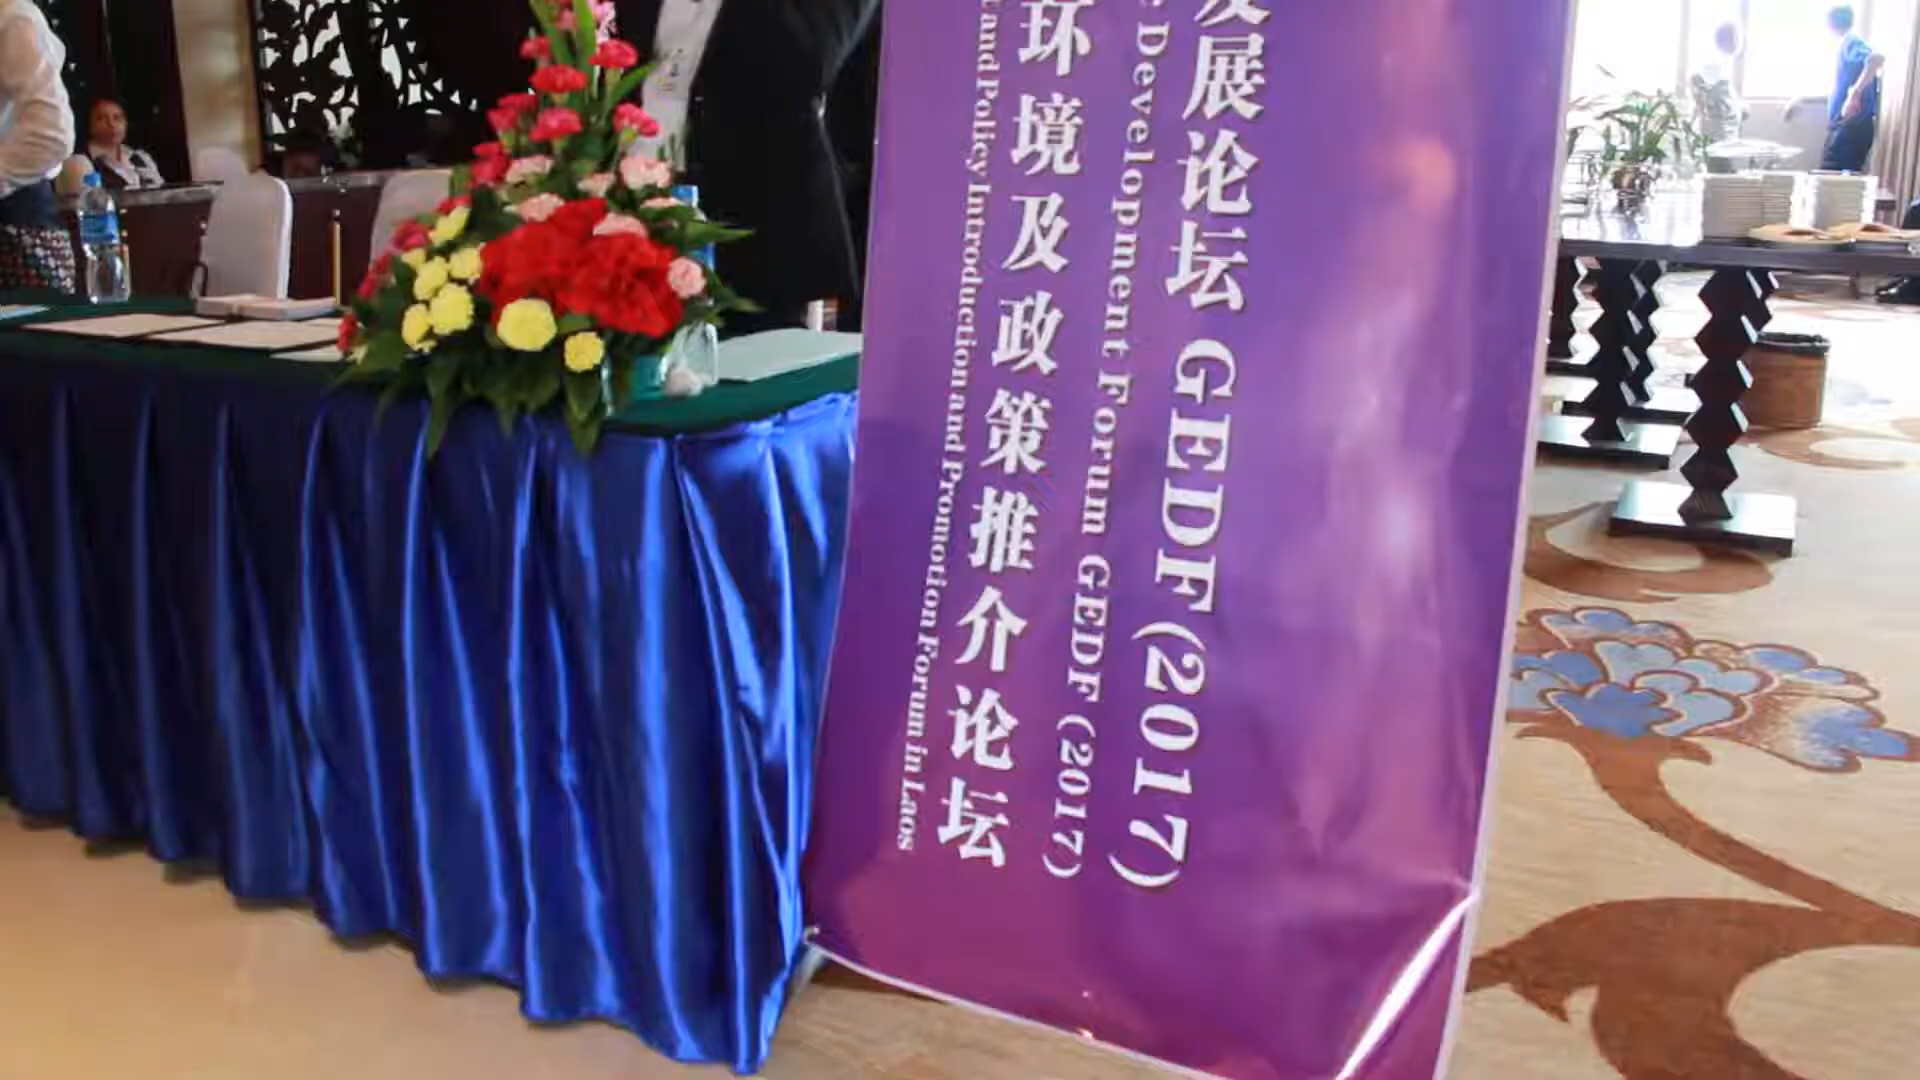 发展论坛 GEDF(2017)
Development Forum GEDF (2017)
环境及政策推介论坛
and Policy Introduction and Promotion Forum in Laos